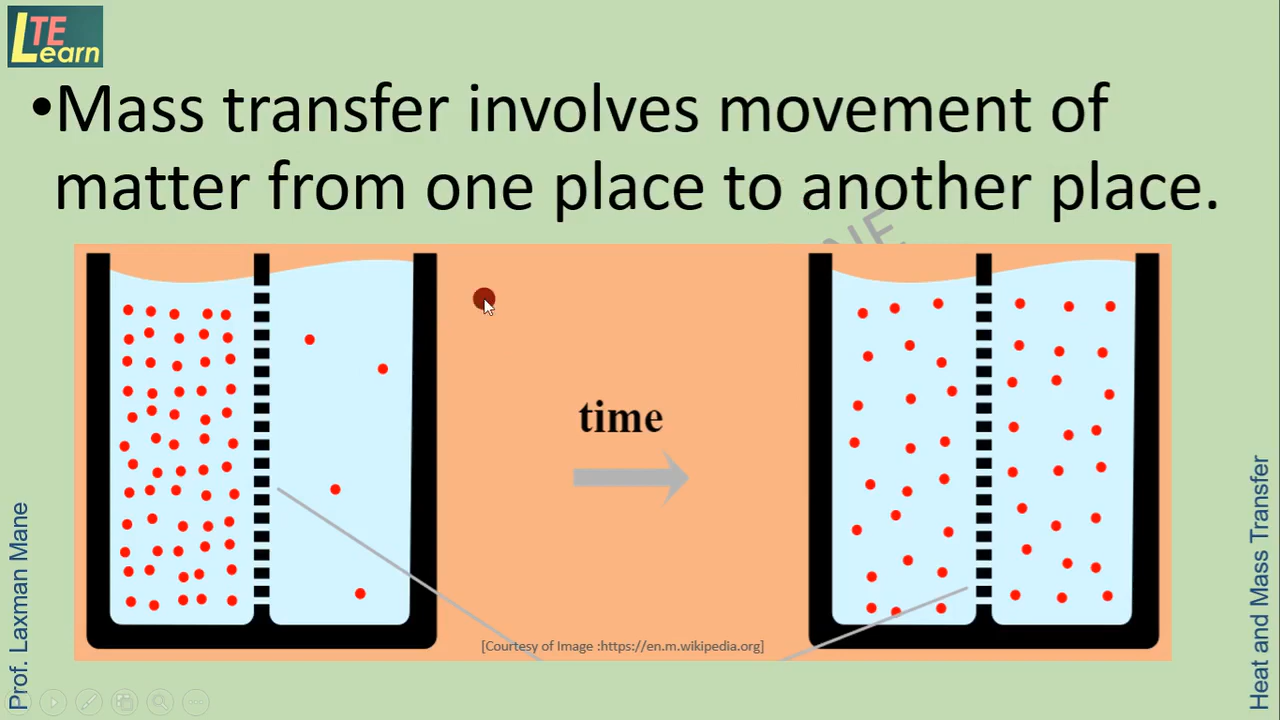 LTE
Learn
•Mass transfer involves movement of
matter from one place to another place.
NE
time
[Courtesy of Image :https://en.m.wikipedia.org]
Prof. Laxman Mane
Heat and Mass Transfer